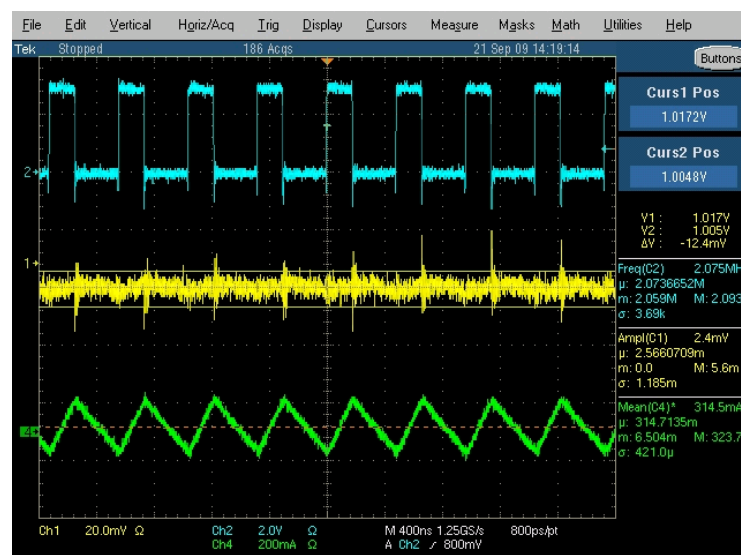 File Edit Vertical Horiz/Acq Trig Display Cursors Measure Masks Math Utilities Help
Tek Stopped 186 Acqs 21 Sep 09 14:19:14
Buttons
Curs1 Pos
1.0172V
Curs2 Pos
1.0048V
V1 : 1.017V
V2 : 1.005V
ΔV : -12.4mV
Freq(C2) 2.075MH
μ: 2.0736652M
m: 2.059M M: 2.093
σ: 3.69k
Ampl(C1) 2.4mV
μ: 2.5660709m
m: 0.0 M: 5.6m
σ: 1.185m
Mean(C4)* 314.5mA
μ: 314.7135m
m: 6.504m M: 323.7
σ: 421.0μ
2
1
4
Ch1 20.0mV Ω Ch2 2.0V Ω M 400ns 1.25GS/s 800ps/pt
Ch4 200mA Ω A Ch2 ∕ 800mV